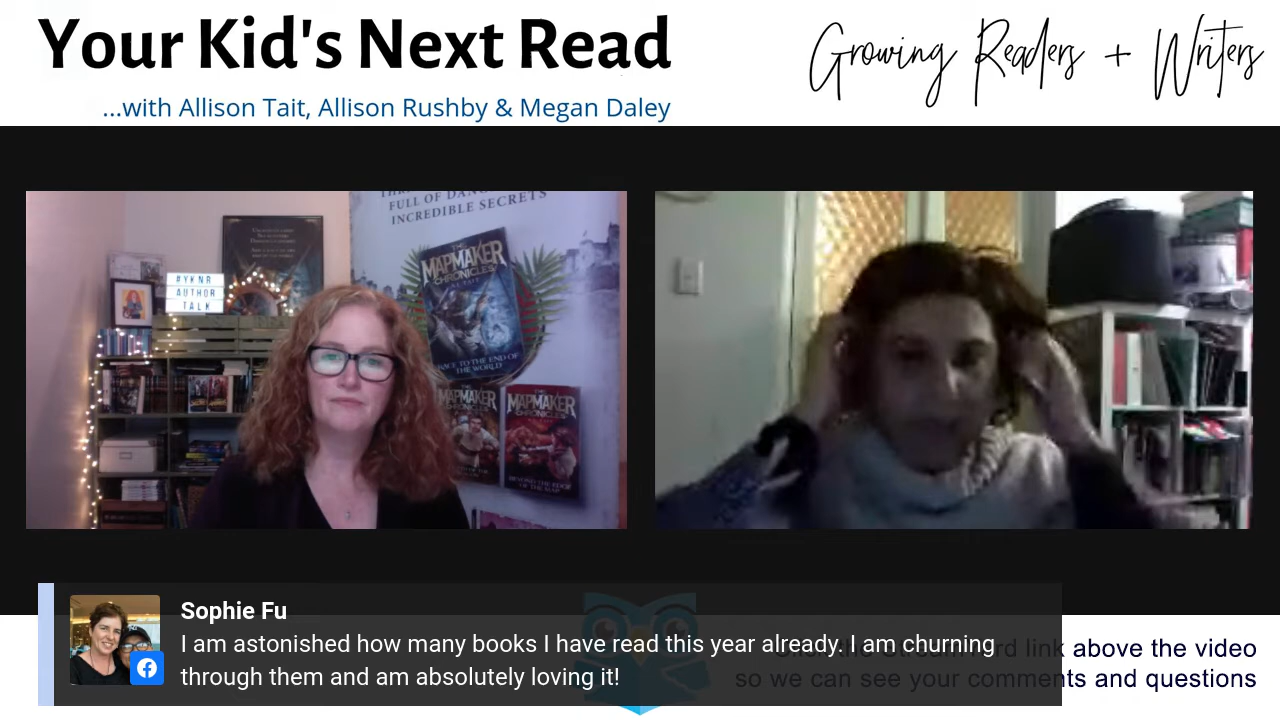 Your Kid's Next Read
...with Allison Tait, Allison Rushby & Megan Daley
Growing Readers + Writers
FULL OF
INCREDIBLE SECRETS
THE
MAPMAKER
CHRONICLES
RACE TO THE END OF
THE WORLD
#YKNR
AUTHOR
TALK
MAPMAKER
CHRONICLES
THE
MAPMAKER
CHRONICLES
BEYOND THE EDGE
OF THE MAP
Sophie Fu
I am astonished how many books I have read this year already. I am churning
through them and am absolutely loving it!
link above the video
so we can see your comments and questions